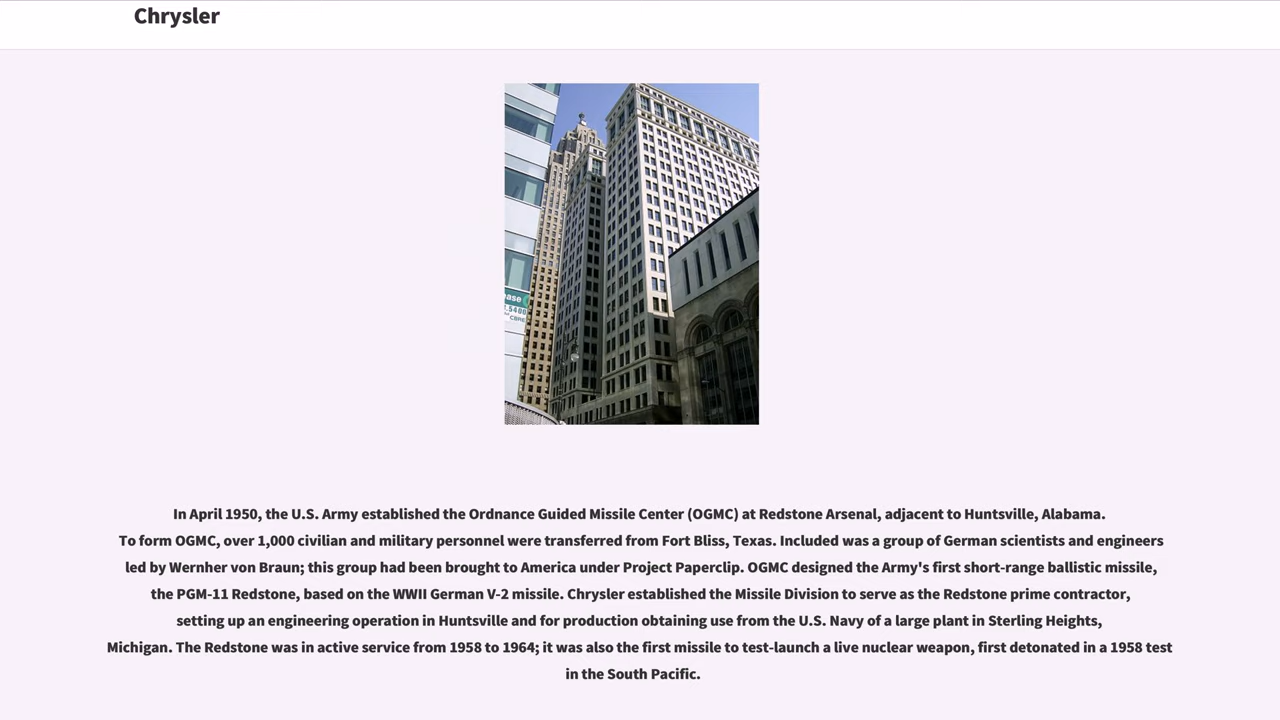 Chrysler
ease
.5400
CBRE
In April 1950, the U.S. Army established the Ordnance Guided Missile Center (OGMC) at Redstone Arsenal, adjacent to Huntsville, Alabama.
To form OGMC, over 1,000 civilian and military personnel were transferred from Fort Bliss, Texas. Included was a group of German scientists and engineers
led by Wernher von Braun; this group had been brought to America under Project Paperclip. OGMC designed the Army's first short-range ballistic missile,
the PGM-11 Redstone, based on the WWII German V-2 missile. Chrysler established the Missile Division to serve as the Redstone prime contractor,
setting up an engineering operation in Huntsville and for production obtaining use from the U.S. Navy of a large plant in Sterling Heights,
Michigan. The Redstone was in active service from 1958 to 1964; it was also the first missile to test-launch a live nuclear weapon, first detonated in a 1958 test
in the South Pacific.